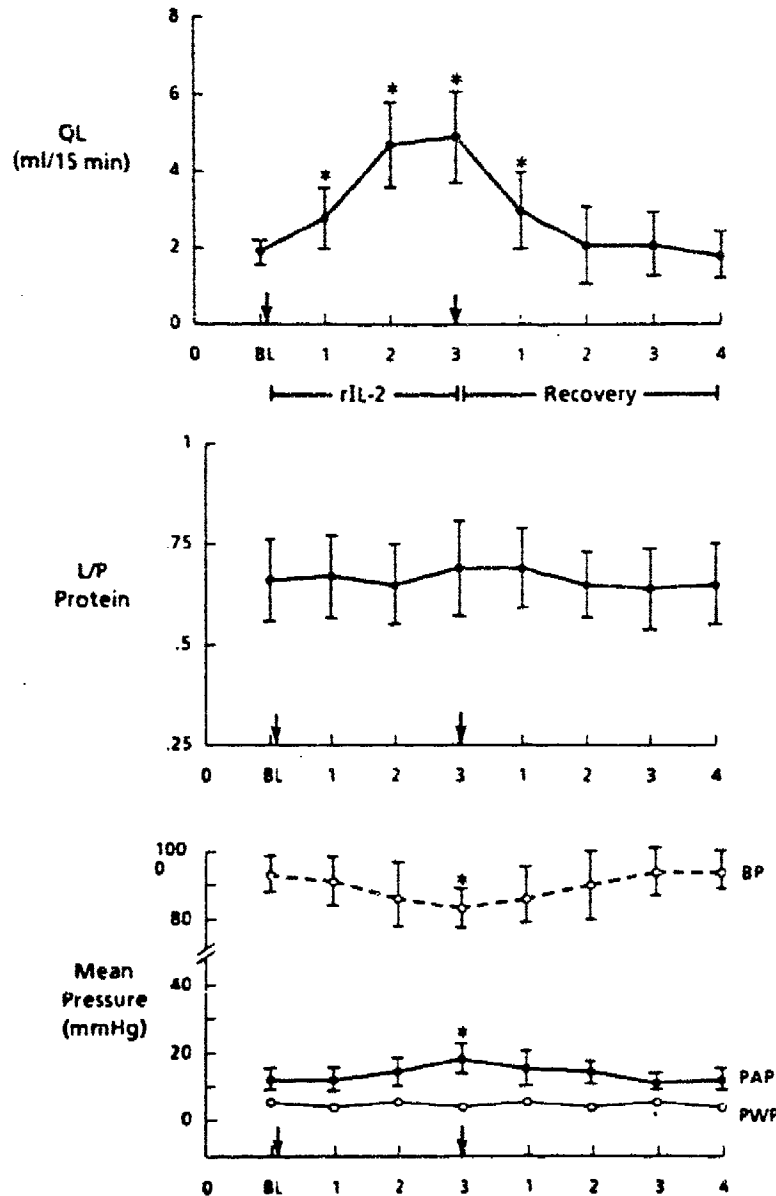 8
6
4
2
0
QL
(ml/15 min)
*
*
*
*
0 BL 1 2 3 1 2 3 4
rIL-2 Recovery
1
.75
.5
.25
L/P
Protein
0 BL 1 2 3 1 2 3 4
100
0
80
40
20
0
Mean
Pressure
(mmHg)
*
*
BP
PAP
PWP
0 BL 1 2 3 1 2 3 4